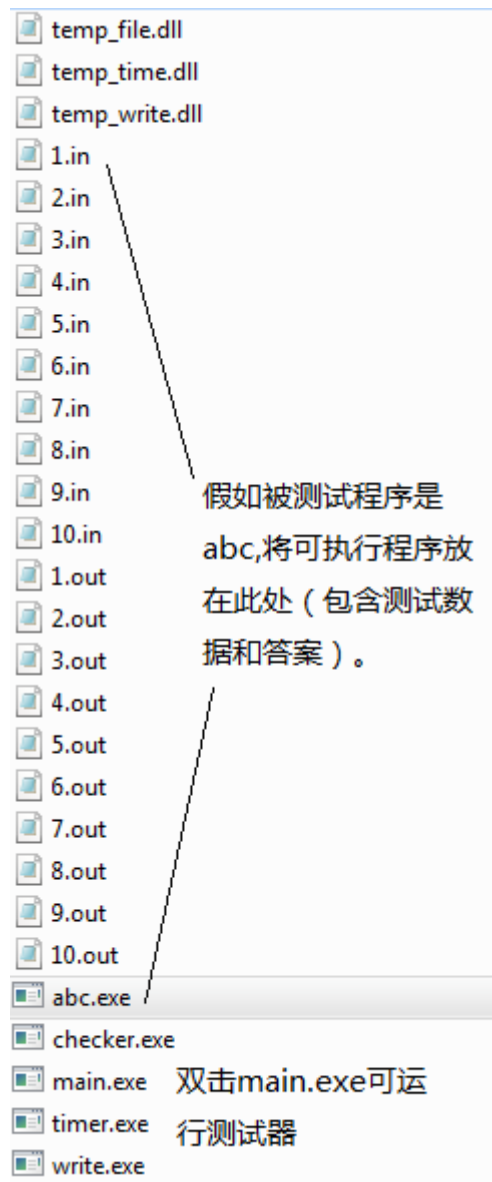 temp_file.dll
temp_time.dll
temp_write.dll
1.in
2.in
3.in
4.in
5.in
6.in
7.in
8.in
9.in
10.in
1.out
2.out
3.out
4.out
5.out
6.out
7.out
8.out
9.out
10.out
abc.exe
checker.exe
main.exe
timer.exe
write.exe
假如被测试程序是
abc,将可执行程序放
在此处（包含测试数
据和答案）。
双击main.exe可运
行测试器